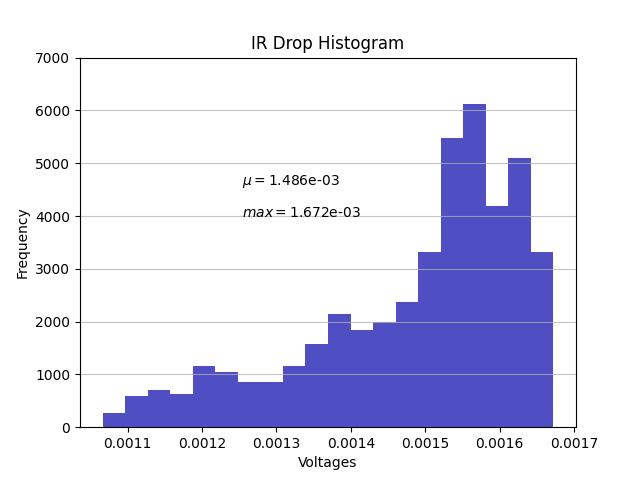 IR Drop Histogram
7000
6000
5000
4000
3000
2000
1000
0
Frequency
μ = 1.486e-03
max = 1.672e-03
0.0011 0.0012 0.0013 0.0014 0.0015 0.0016 0.0017
Voltages